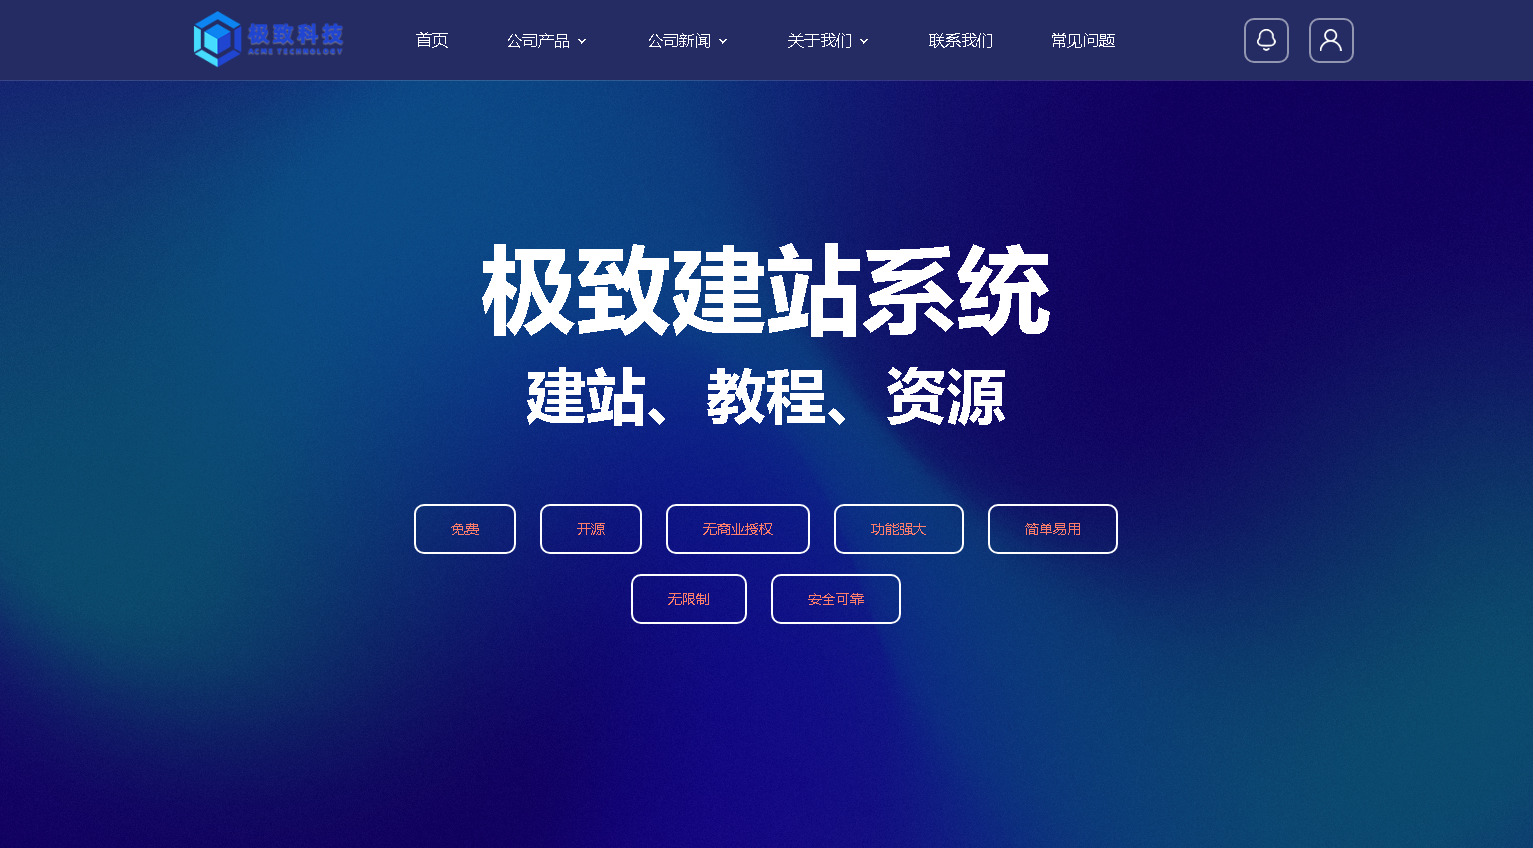 极致科技
ACME TECHNOLOGY
首页 公司产品 公司新闻 关于我们 联系我们 常见问题
极致建站系统
建站、教程、资源
免费 开源 无商业授权 功能强大 简单易用
无限制 安全可靠